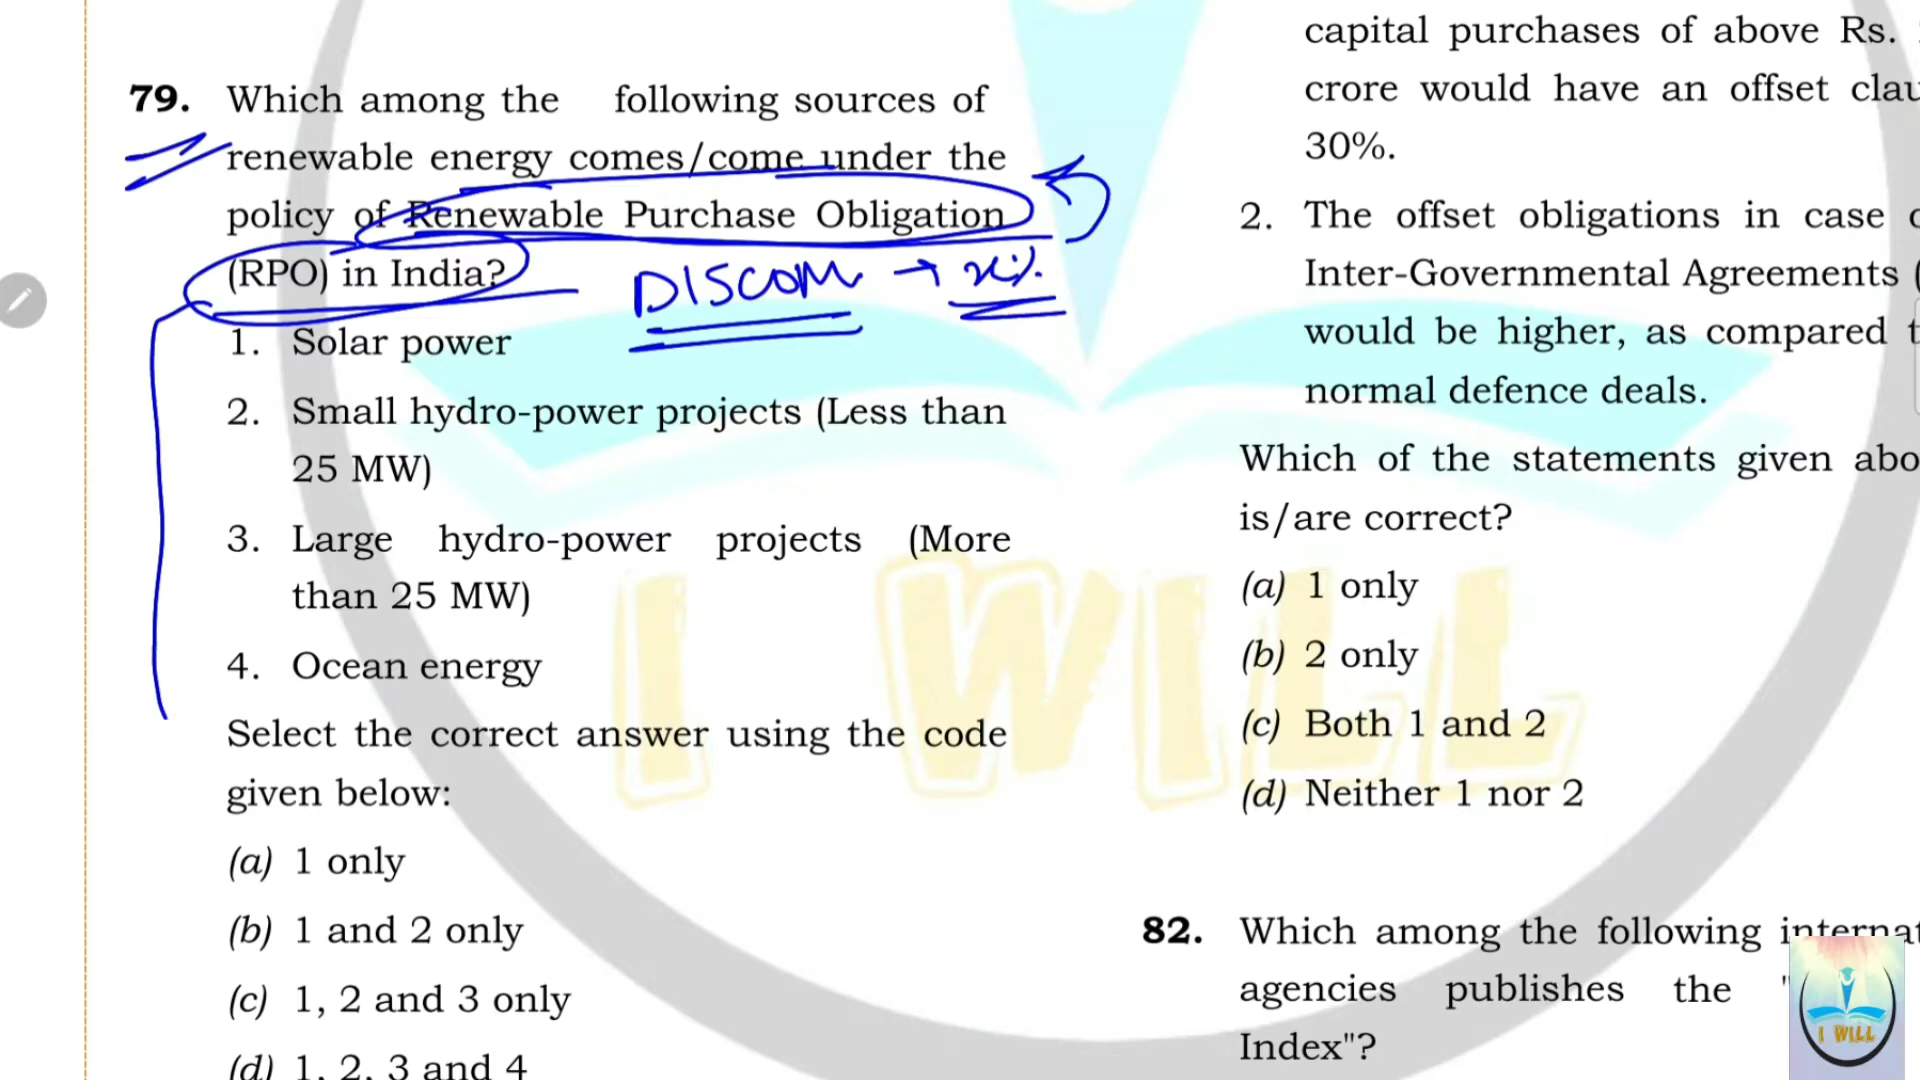 79. Which among the following sources of
renewable energy comes/come under the
policy of Renewable Purchase Obligation
(RPO) in India?
DISCOM → x%.
1. Solar power
2. Small hydro-power projects (Less than
25 MW)
3. Large hydro-power projects (More
than 25 MW)
4. Ocean energy
Select the correct answer using the code
given below:
(a) 1 only
(b) 1 and 2 only
(c) 1, 2 and 3 only
(d) 1, 2, 3 and 4
capital purchases of above Rs.
crore would have an offset clau
30%.
2. The offset obligations in case
Inter-Governmental Agreements (
would be higher, as compared t
normal defence deals.
Which of the statements given abo
is/are correct?
(a) 1 only
(b) 2 only
(c) Both 1 and 2
(d) Neither 1 nor 2
82. Which among the following internat
agencies publishes the "
Index"?
I WILL
I WILL